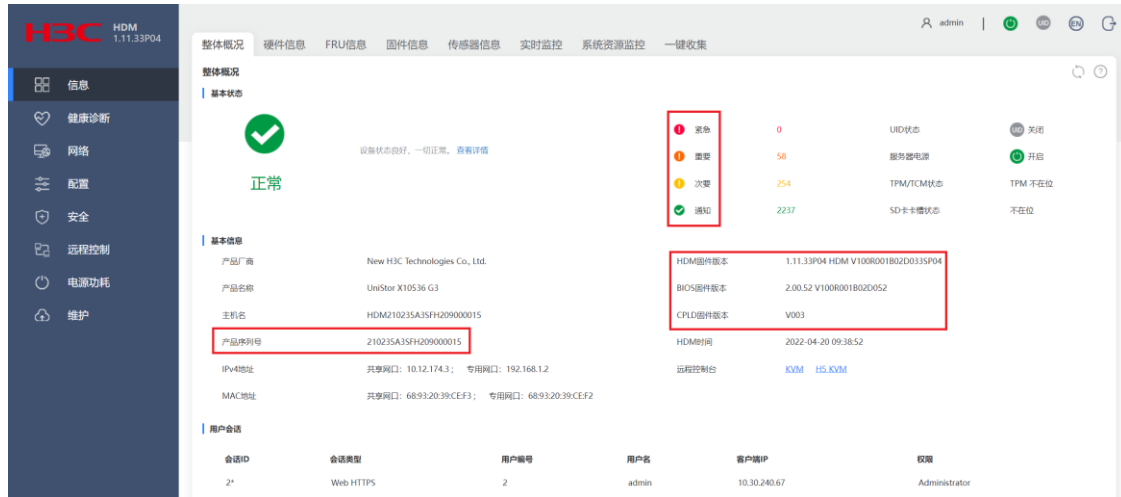 H3C HDM 1.11.33P04
admin | UID EN
整体概况 硬件信息 FRU信息 固件信息 传感器信息 实时监控 系统资源监控 一键收集
信息
健康诊断
网络
配置
安全
远程控制
电源功耗
维护
整体概况
基本状态
正常
设备状态良好，一切正常。 查看详情
紧急 0 UID状态 UID 关闭
重要 58 服务器电源 开启
次要 254 TPM/TCM状态 TPM 不在位
通知 2237 SD卡卡槽状态 不在位
基本信息
产品厂商 New H3C Technologies Co., Ltd. HDM固件版本 1.11.33P04 HDM V100R001B02D033SP04
产品名称 UniStor X10536 G3 BIOS固件版本 2.00.52 V100R001B02D052
主机名 HDM210235A3SFH209000015 CPLD固件版本 V003
产品序列号 210235A3SFH209000015 HDM时间 2022-04-20 09:38:52
IPv4地址 共享网口：10.12.174.3； 专用网口：192.168.1.2 远程控制台 KVM H5 KVM
MAC地址 共享网口：68:93:20:39:CE:F3； 专用网口：68:93:20:39:CE:F2
用户会话
会话ID 会话类型 用户编号 用户名 客户端IP 权限
2* Web HTTPS 2 admin 10.30.240.67 Administrator